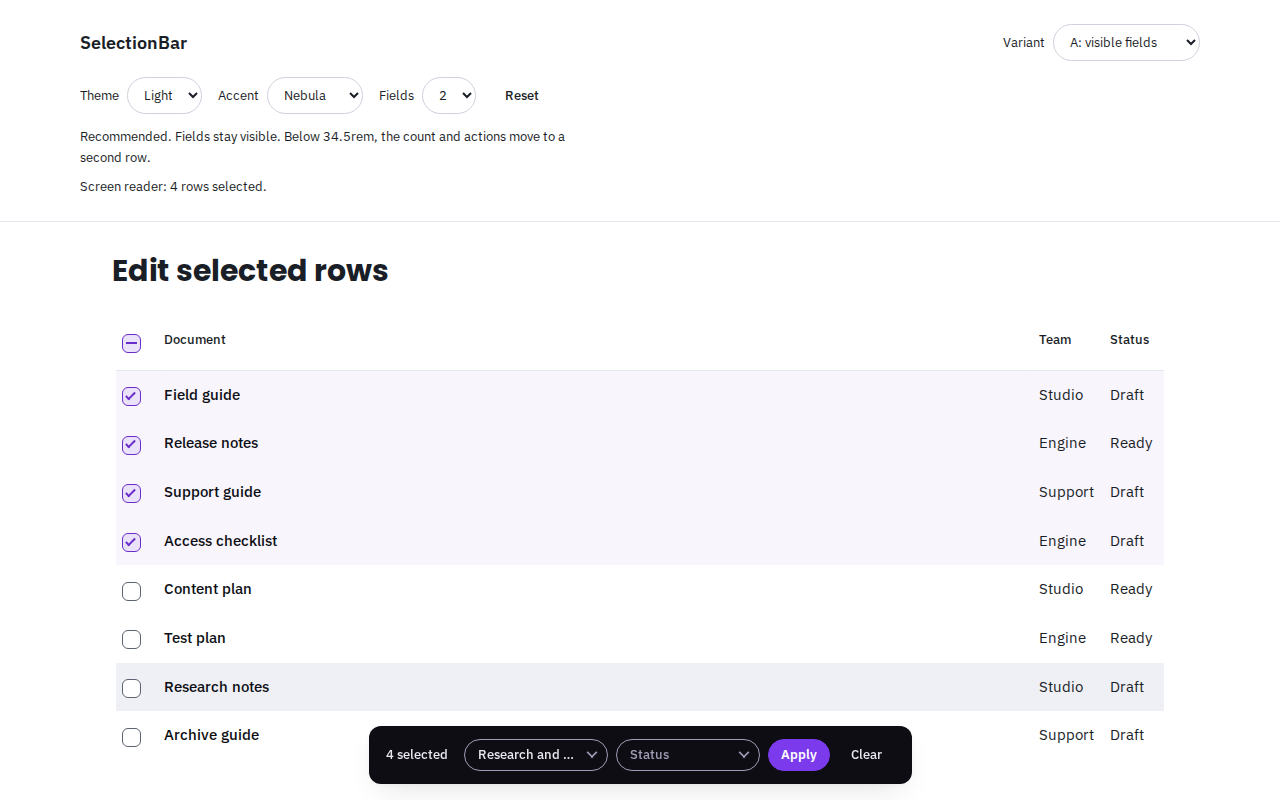 SelectionBar
Variant A: visible fields
Theme Light Accent Nebula Fields 2 Reset
Recommended. Fields stay visible. Below 34.5rem, the count and actions move to a
second row.
Screen reader: 4 rows selected.
Edit selected rows
Document Team Status
Field guide Studio Draft
Release notes Engine Ready
Support guide Support Draft
Access checklist Engine Draft
Content plan Studio Ready
Test plan Engine Ready
Research notes Studio Draft
Archive guide Support Draft
4 selected Research and ... Status Apply Clear